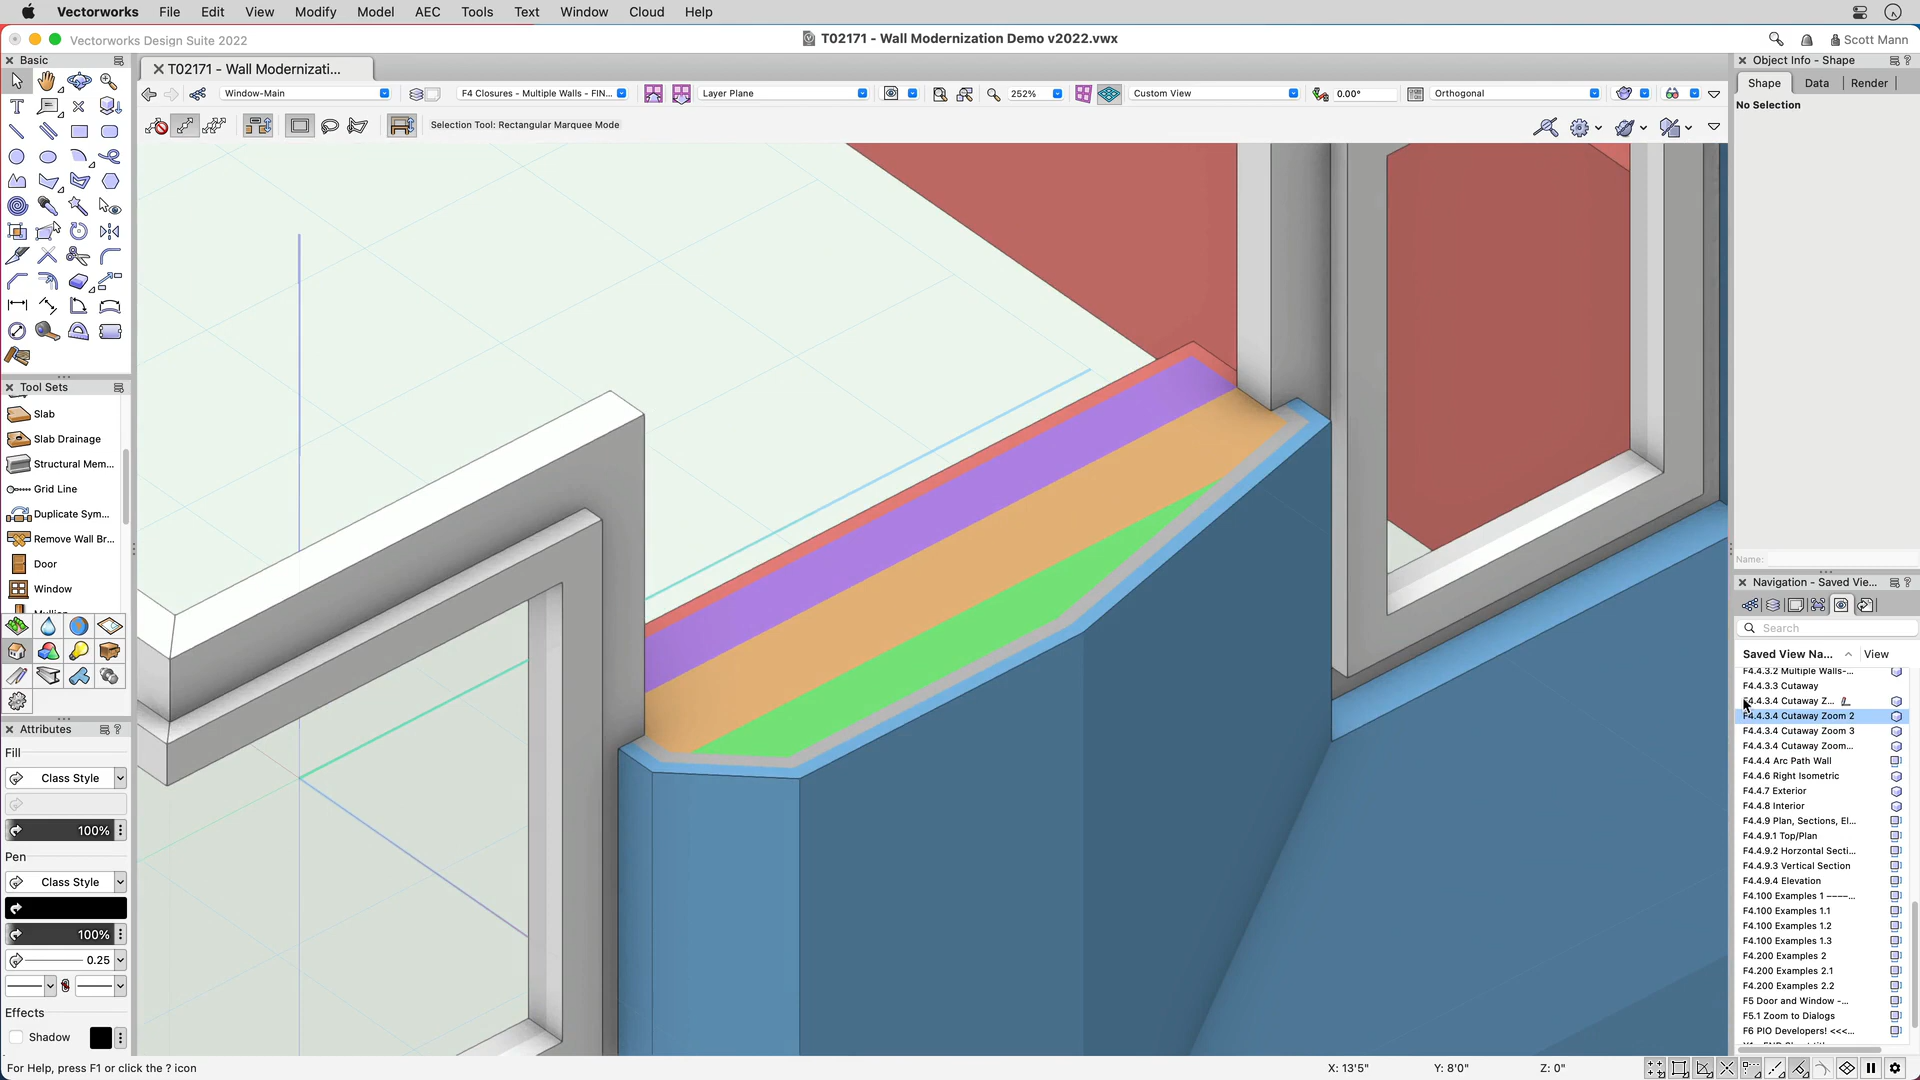 Vectorworks File Edit View Modify Model AEC Tools Text Window Cloud Help
Vectorworks Design Suite 2022
T02171 - Wall Modernization Demo v2022.vwx
Scott Mann
Basic
T02171 - Wall Modernizati...
Object Info - Shape
Shape Data Render
Window-Main
F4 Closures - Multiple Walls - FIN...
Layer Plane
252%
Custom View
0.00°
Orthogonal
No Selection
Selection Tool: Rectangular Marquee Mode
Tool Sets
Slab
Slab Drainage
Structural Mem...
Grid Line
Duplicate Sym...
Remove Wall Br...
Door
Window
Mullion
Name:
Navigation - Saved Vie...
Search
Saved View Na...
View
F4.4.3.2 Multiple Walls-...
F4.4.3.3 Cutaway
F4.4.3.4 Cutaway Z...
F4.4.3.4 Cutaway Zoom 2
F4.4.3.4 Cutaway Zoom 3
F4.4.3.4 Cutaway Zoom...
F4.4.4 Arc Path Wall
F4.4.6 Right Isometric
F4.4.7 Exterior
F4.4.8 Interior
F4.4.9 Plan, Sections, El...
F4.4.9.1 Top/Plan
F4.4.9.2 Horzontal Secti...
F4.4.9.3 Vertical Section
F4.4.9.4 Elevation
F4.100 Examples 1 ----...
F4.100 Examples 1.1
F4.100 Examples 1.2
F4.100 Examples 1.3
F4.200 Examples 2
F4.200 Examples 2.1
F4.200 Examples 2.2
F5 Door and Window -...
F5.1 Zoom to Dialogs
F6 PIO Developers! <<<...
Attributes
Fill
Class Style
100%
Pen
Class Style
100%
0.25
Effects
Shadow
For Help, press F1 or click the ? icon
X: 13'5"
Y: 8'0"
Z: 0"